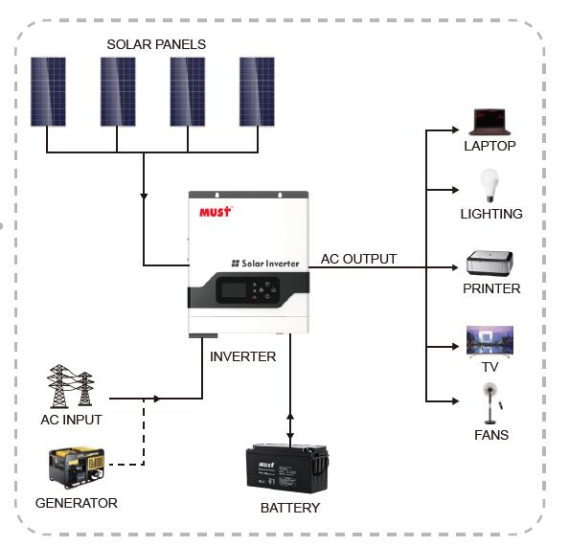 SOLAR PANELS
MUST
Solar Inverter
AC OUTPUT
LAPTOP
LIGHTING
PRINTER
TV
FANS
INVERTER
AC INPUT
GENERATOR
MUST
BATTERY